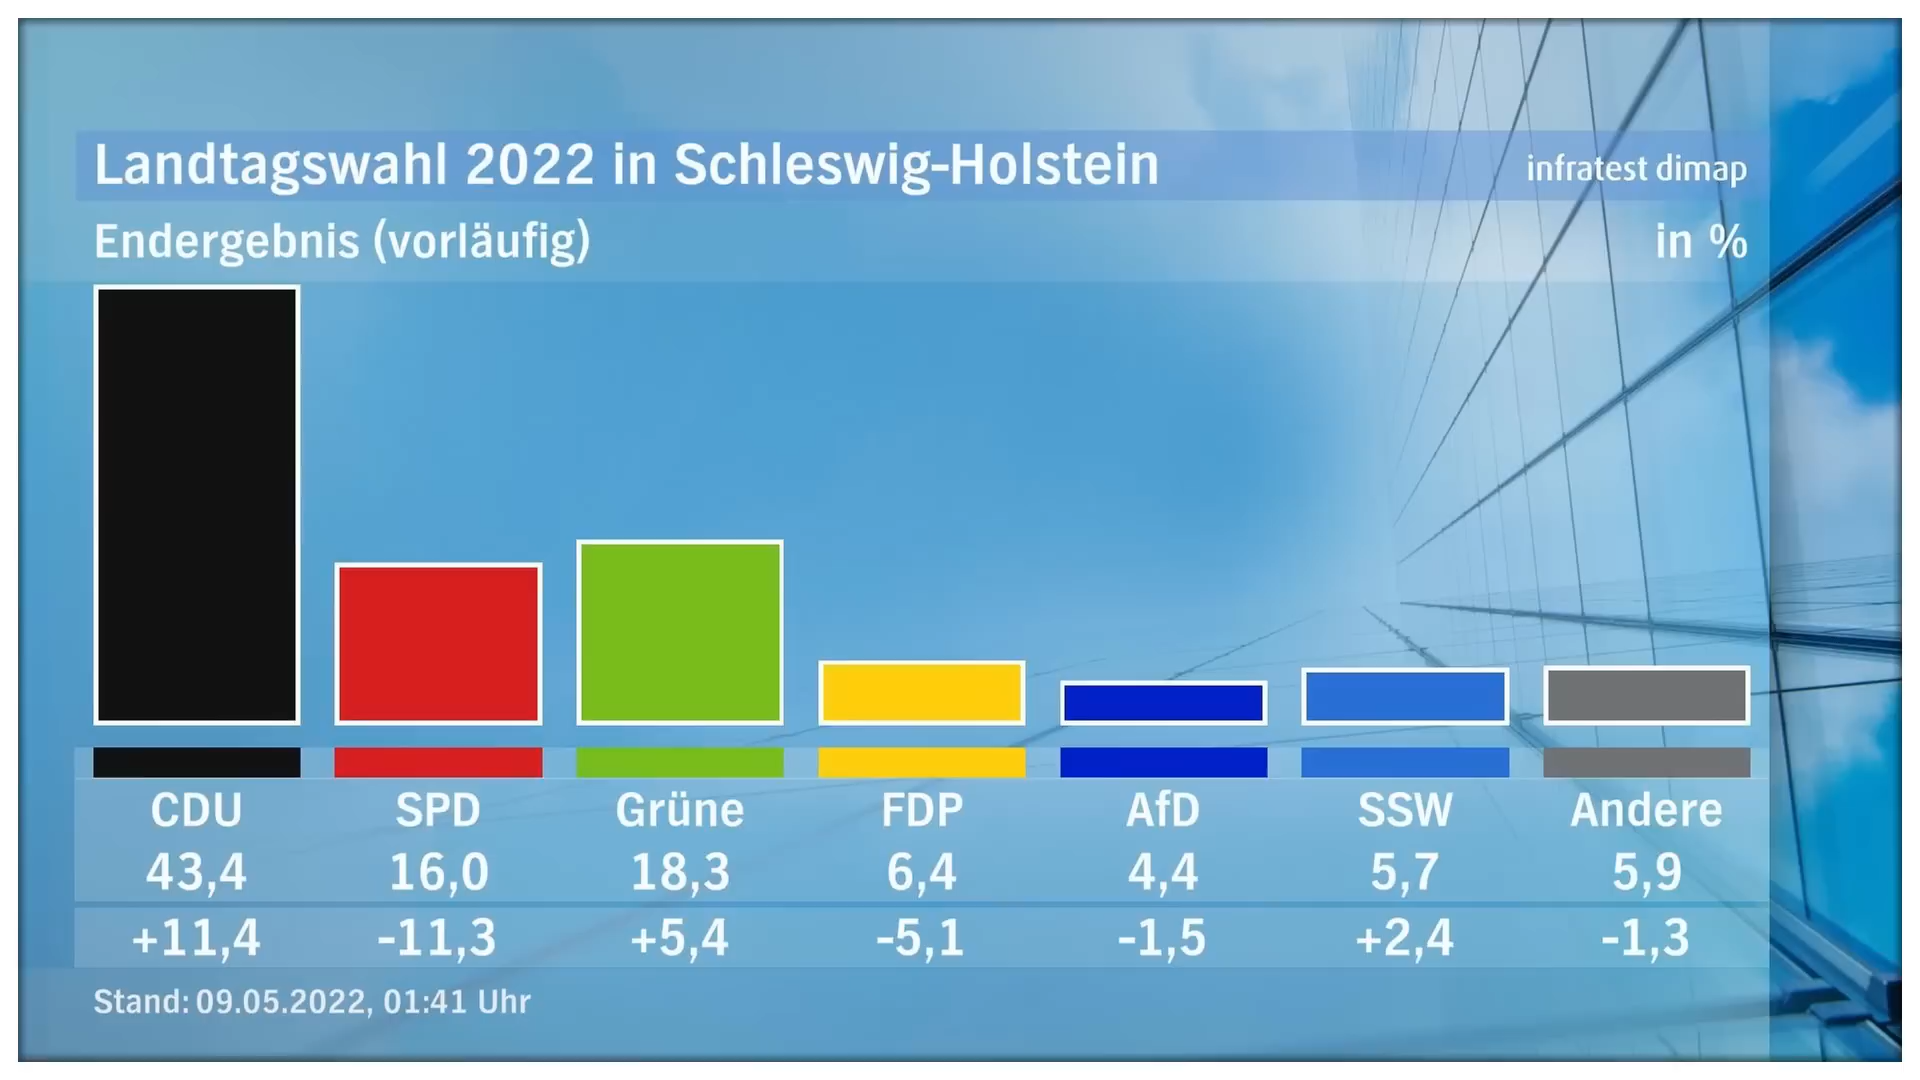 Landtagswahl 2022 in Schleswig-Holstein infratest dimap
Endergebnis (vorläufig) in %
CDU SPD Grüne FDP AfD SSW Andere
43,4 16,0 18,3 6,4 4,4 5,7 5,9
+11,4 -11,3 +5,4 -5,1 -1,5 +2,4 -1,3
Stand: 09.05.2022, 01:41 Uhr